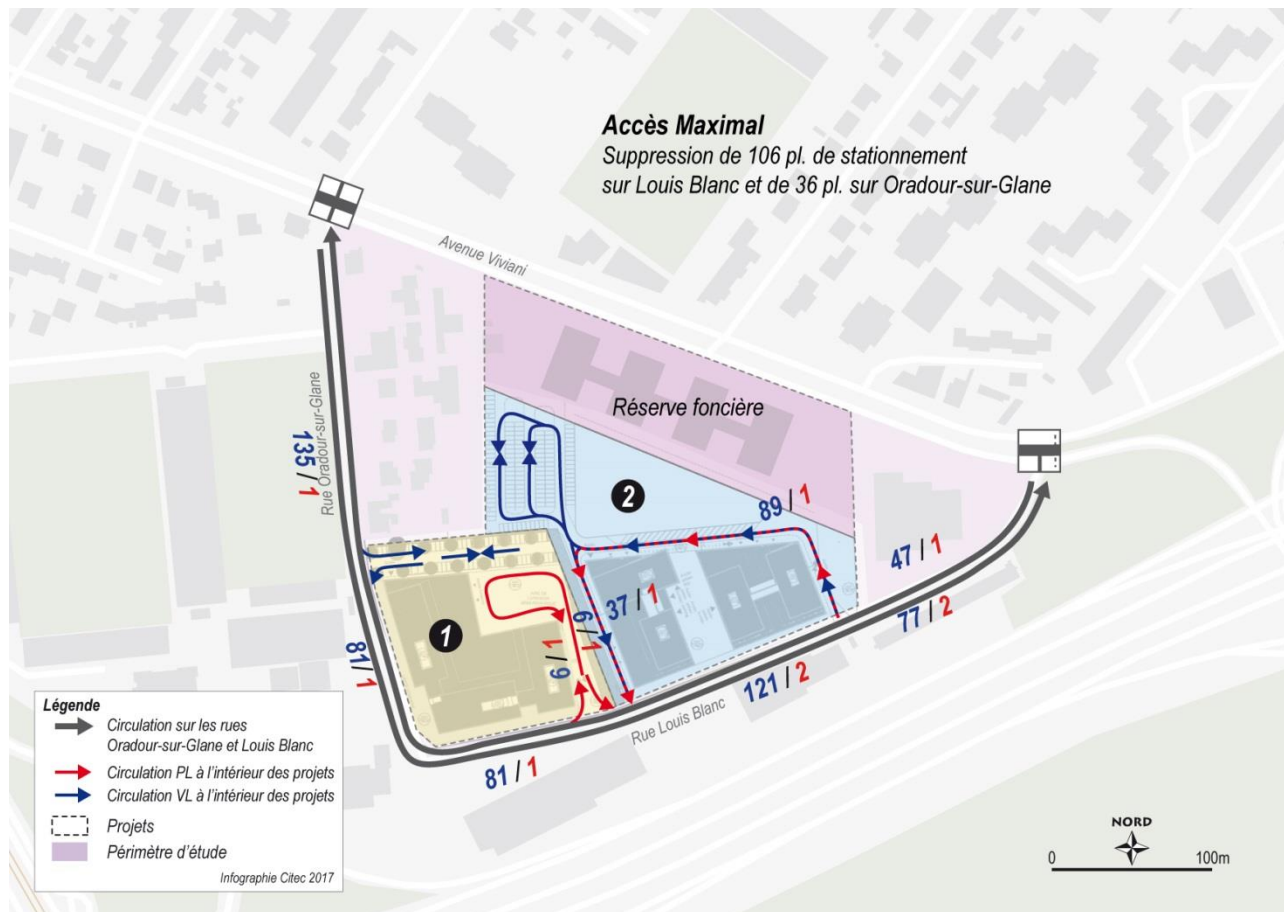 Accès Maximal
Suppression de 106 pl. de stationnement
sur Louis Blanc et de 36 pl. sur Oradour-sur-Glane
Avenue Viviani
Réserve foncière
Rue Oradour-sur-Glane
135 / 1
2
89 / 1
47 / 1
77 / 2
37 / 1
6 / 1
9 / 1
1
81 / 1
121 / 2
Rue Louis Blanc
81 / 1
Légende
Circulation sur les rues
Oradour-sur-Glane et Louis Blanc
Circulation PL à l'intérieur des projets
Circulation VL à l'intérieur des projets
Projets
Périmètre d'étude
Infographie Citec 2017
NORD
0 100m